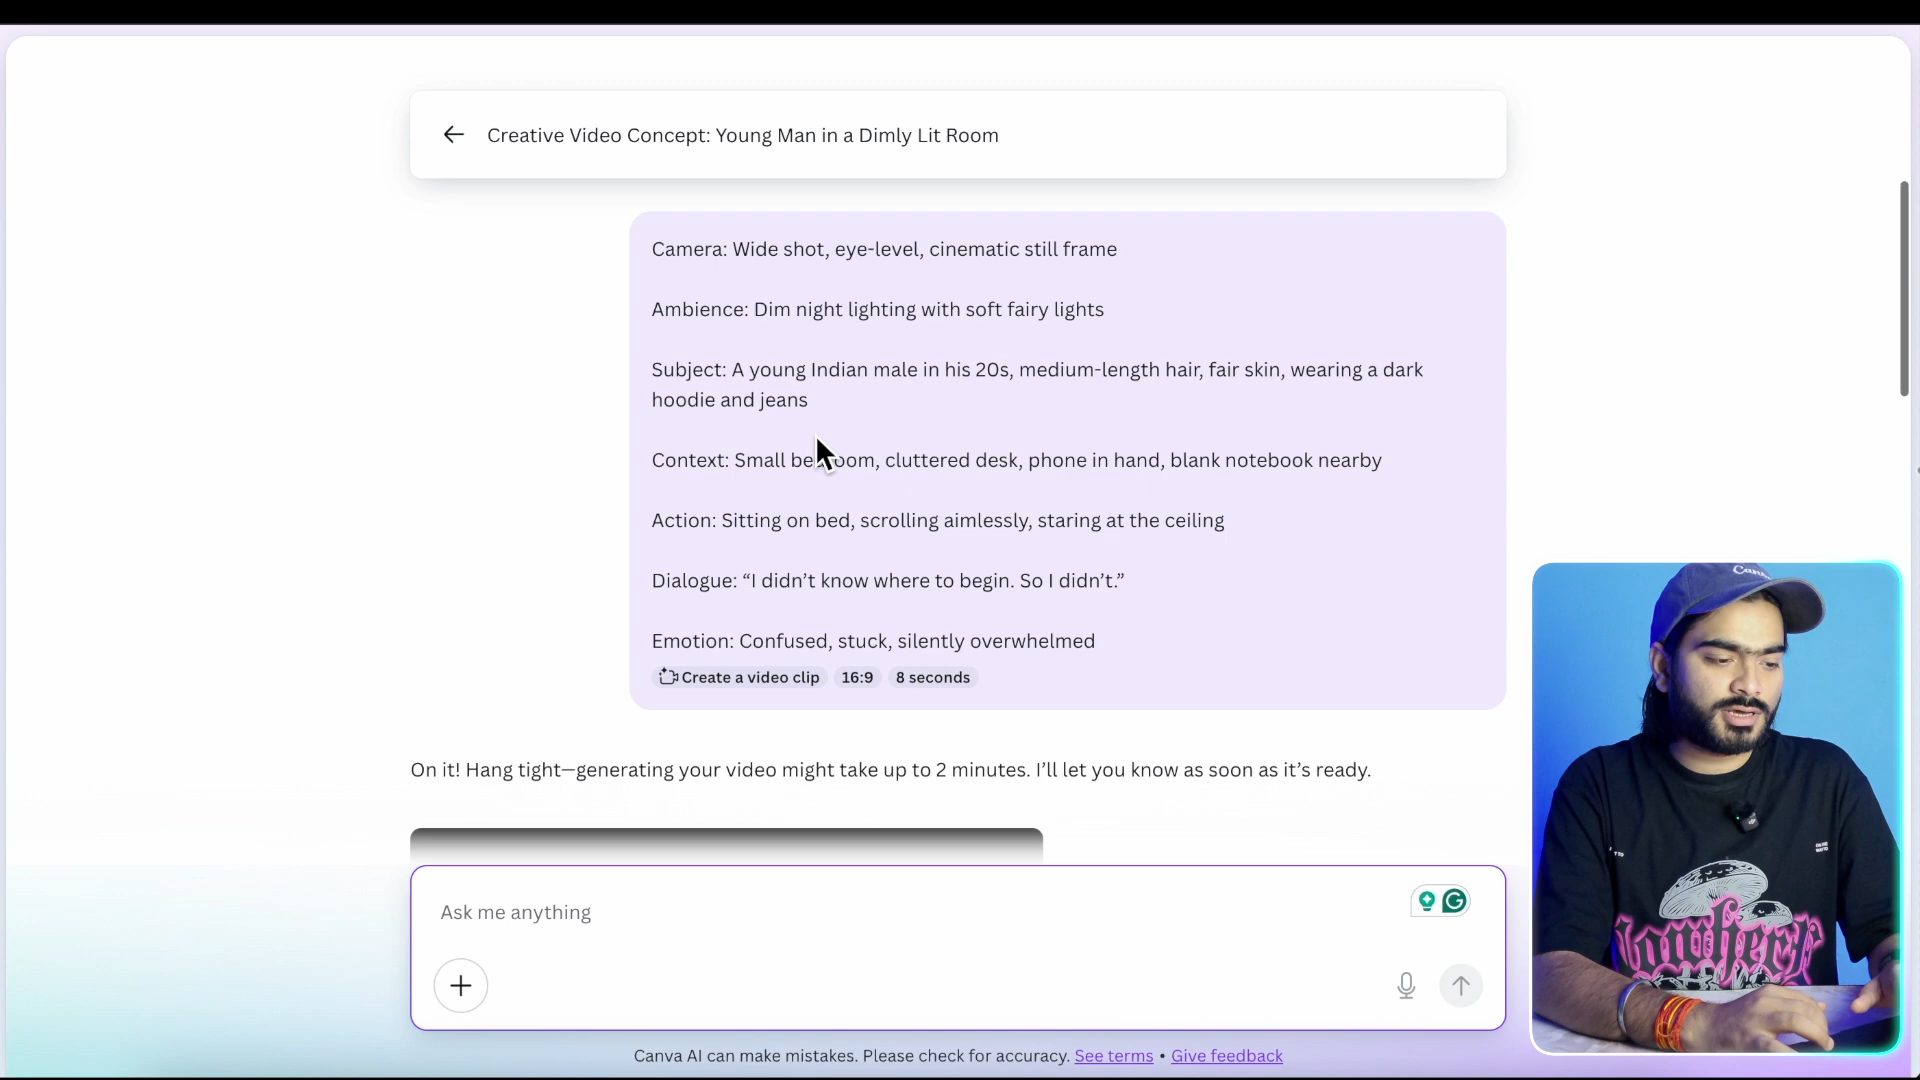 Creative Video Concept: Young Man in a Dimly Lit Room
Camera: Wide shot, eye-level, cinematic still frame
Ambience: Dim night lighting with soft fairy lights
Subject: A young Indian male in his 20s, medium-length hair, fair skin, wearing a dark
hoodie and jeans
Context: Small bedroom, cluttered desk, phone in hand, blank notebook nearby
Action: Sitting on bed, scrolling aimlessly, staring at the ceiling
Dialogue: “I didn’t know where to begin. So I didn’t.”
Emotion: Confused, stuck, silently overwhelmed
Create a video clip 16:9 8 seconds
On it! Hang tight—generating your video might take up to 2 minutes. I’ll let you know as soon as it’s ready.
Ask me anything
Canva AI can make mistakes. Please check for accuracy. See terms • Give feedback